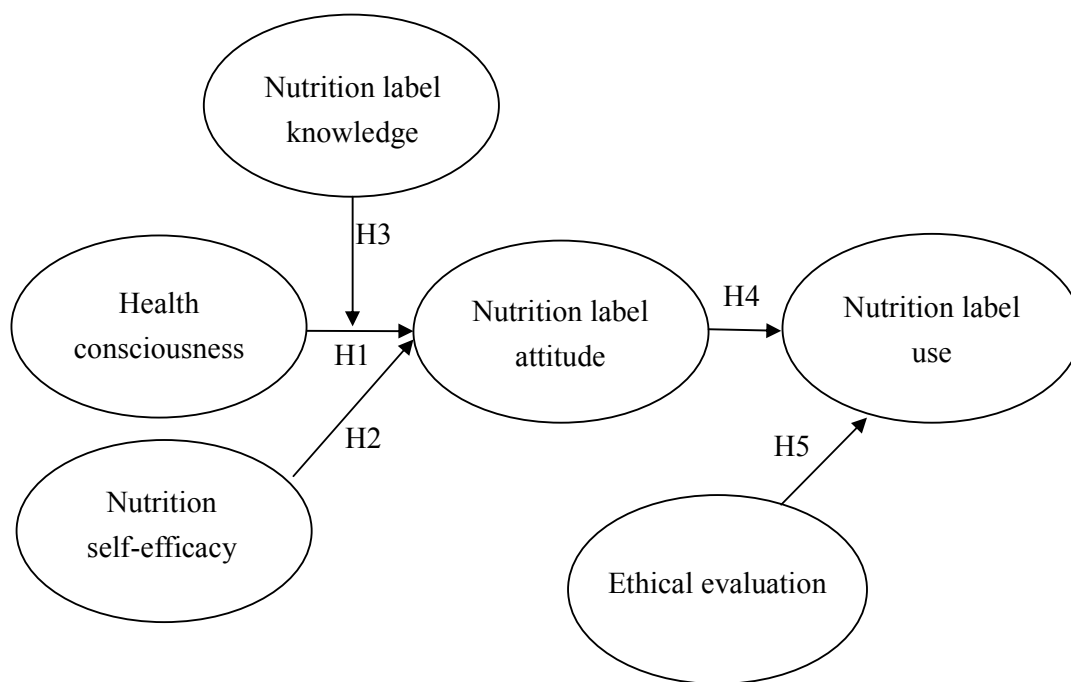 Nutrition label
knowledge
H3
Health
consciousness
H1
Nutrition label
attitude
H4
Nutrition label
use
H2
Nutrition
self-efficacy
H5
Ethical evaluation